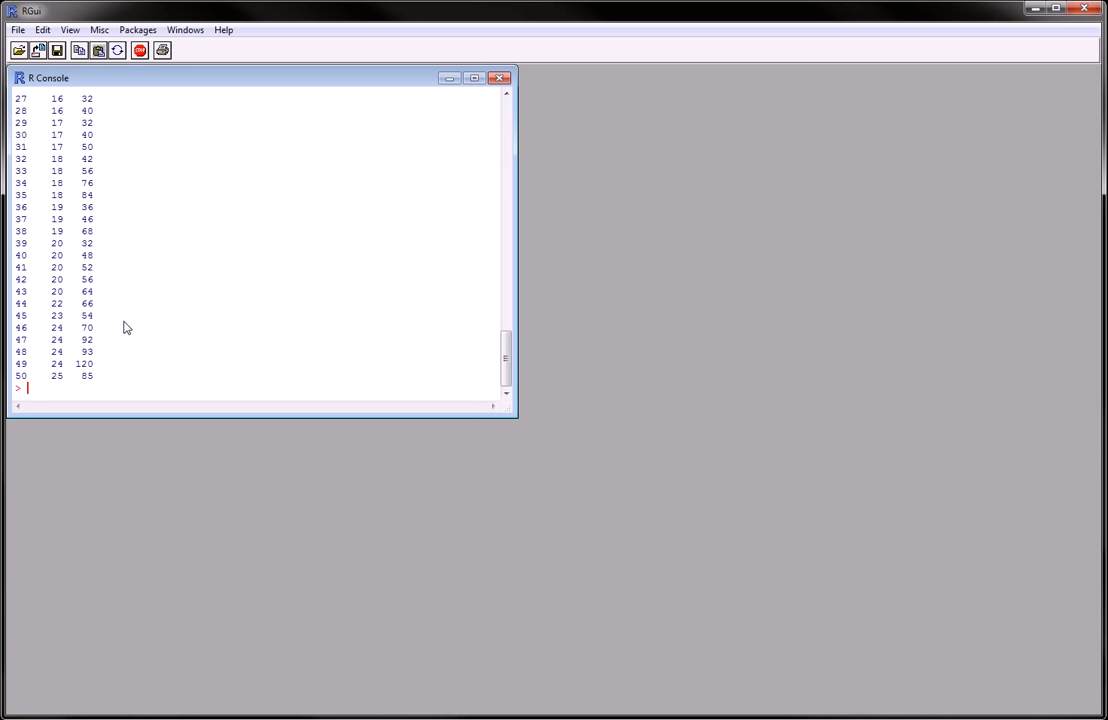 RGui
File Edit View Misc Packages Windows Help
STOP
R Console
27 16 32
28 16 40
29 17 32
30 17 40
31 17 50
32 18 42
33 18 56
34 18 76
35 18 84
36 19 36
37 19 46
38 19 68
39 20 32
40 20 48
41 20 52
42 20 56
43 20 64
44 22 66
45 23 54
46 24 70
47 24 92
48 24 93
49 24 120
50 25 85
>